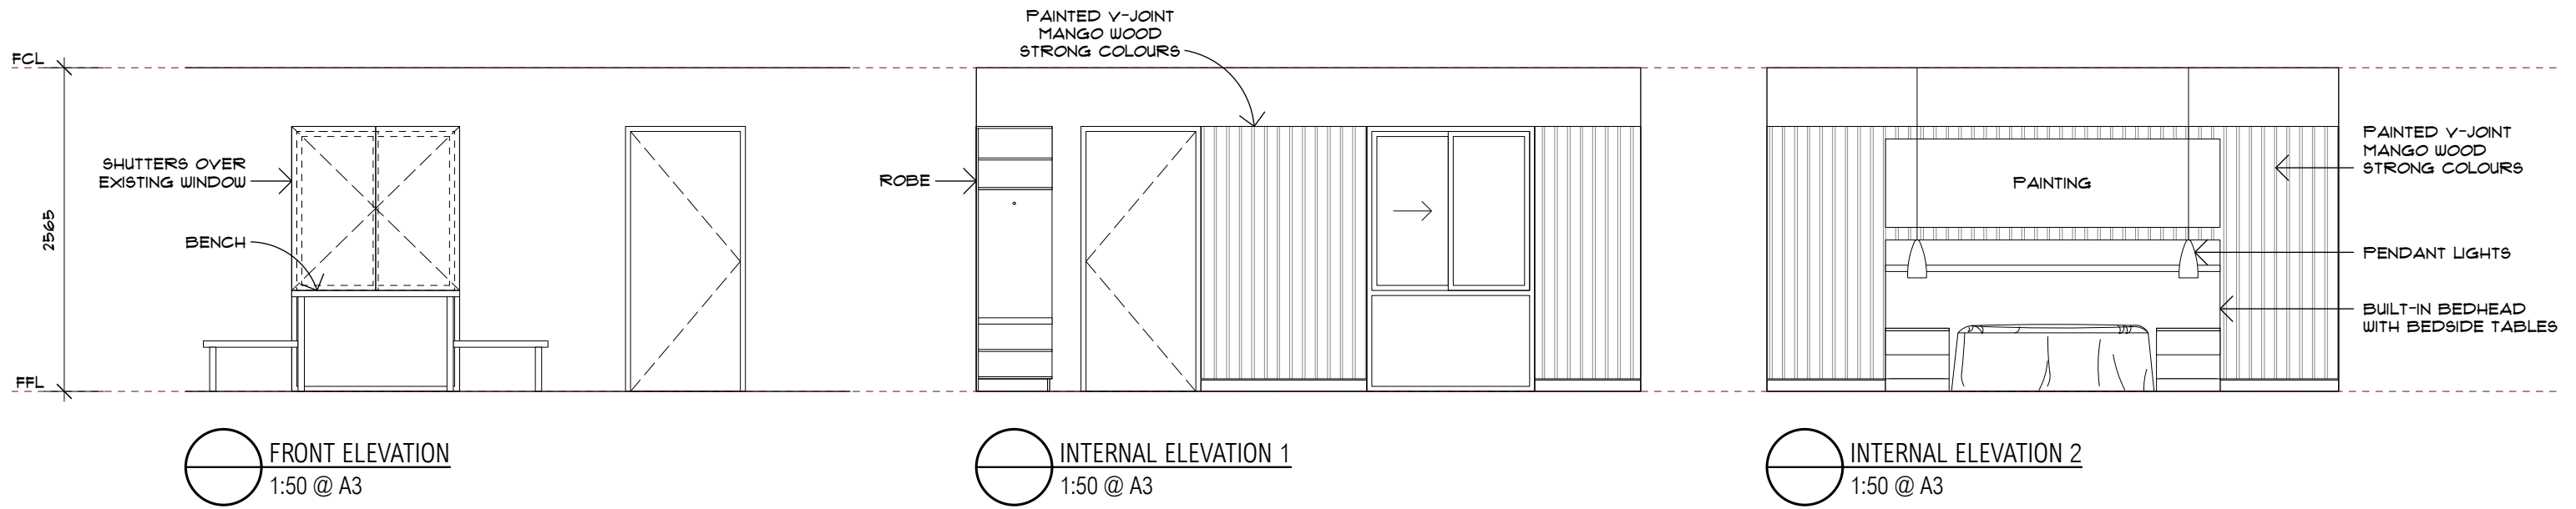 FCL
2565
FFL
SHUTTERS OVER
EXISTING WINDOW
BENCH
FRONT ELEVATION
1:50 @ A3
PAINTED V-JOINT
MANGO WOOD
STRONG COLOURS
ROBE
INTERNAL ELEVATION 1
1:50 @ A3
PAINTING
PAINTED V-JOINT
MANGO WOOD
STRONG COLOURS
PENDANT LIGHTS
BUILT-IN BEDHEAD
WITH BEDSIDE TABLES
INTERNAL ELEVATION 2
1:50 @ A3